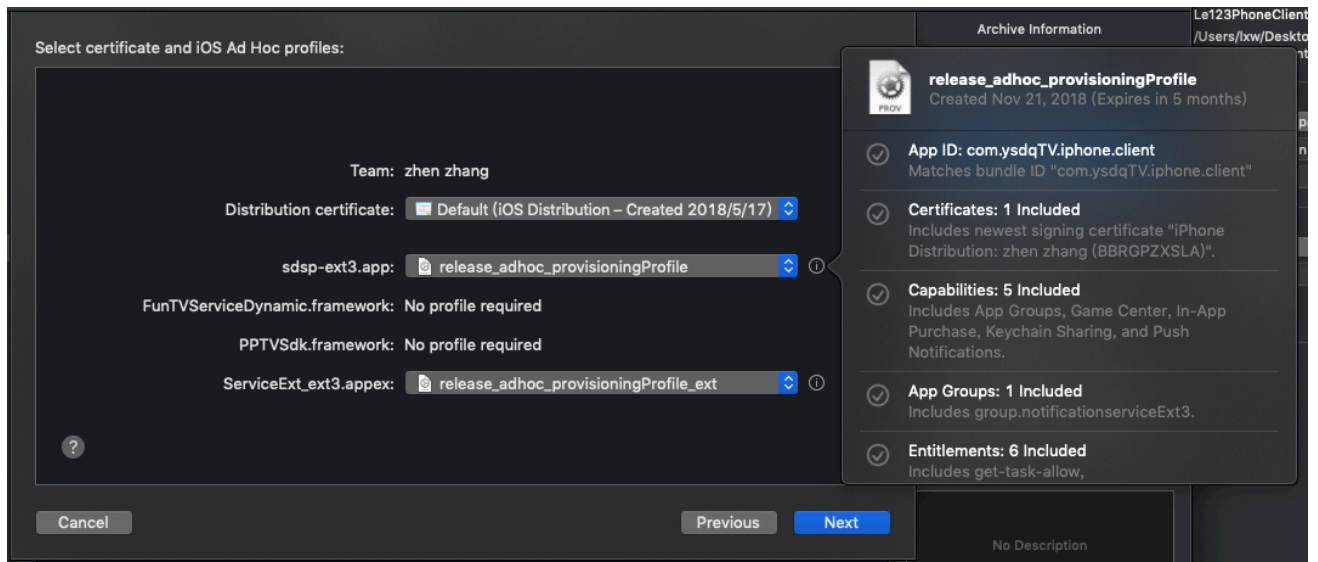 Select certificate and iOS Ad Hoc profiles:
Team: zhen zhang
Distribution certificate: Default (iOS Distribution – Created 2018/5/17)
sdsp-ext3.app: release_adhoc_provisioningProfile
FunTVServiceDynamic.framework: No profile required
PPTVSdk.framework: No profile required
ServiceExt_ext3.appex: release_adhoc_provisioningProfile_ext
?
Cancel
Previous
Next
Archive Information
Le123PhoneClient
/Users/lxw/Deskto
PROV
release_adhoc_provisioningProfile
Created Nov 21, 2018 (Expires in 5 months)
App ID: com.ysdqTV.iphone.client
Matches bundle ID "com.ysdqTV.iphone.client"
Certificates: 1 Included
Includes newest signing certificate "iPhone
Distribution: zhen zhang (BBRGPZXSLA)".
Capabilities: 5 Included
Includes App Groups, Game Center, In-App
Purchase, Keychain Sharing, and Push
Notifications.
App Groups: 1 Included
Includes group.notificationserviceExt3.
Entitlements: 6 Included
Includes get-task-allow,
No Description